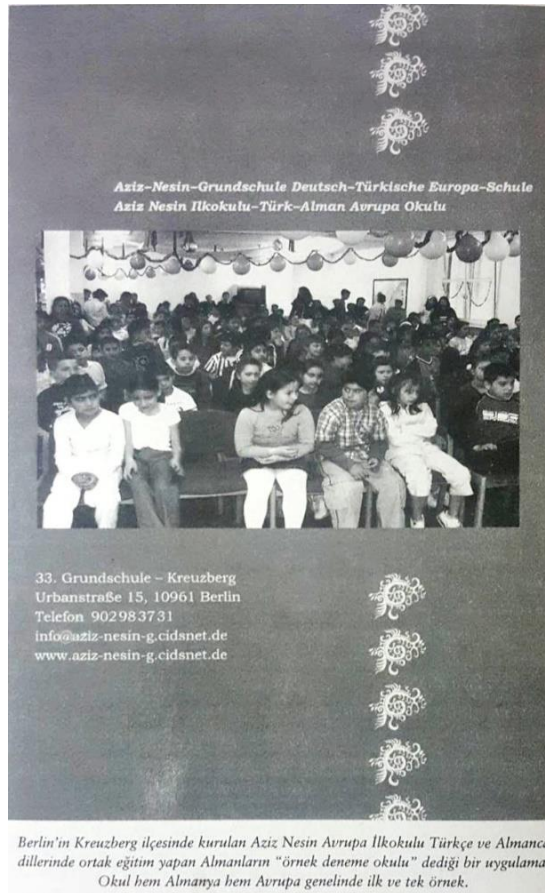 Aziz-Nesin-Grundschule Deutsch-Türkische Europa-Schule
Aziz Nesin Ilkokulu-Türk-Alman Avrupa Okulu
33. Grundschule – Kreuzberg
Urbanstraße 15, 10961 Berlin
Telefon 902983731
info@aziz-nesin-g.cidsnet.de
www.aziz-nesin-g.cidsnet.de
Berlin'in Kreuzberg ilçesinde kurulan Aziz Nesin Avrupa İlkokulu Türkçe ve Almanca
dillerinde ortak eğitim yapan Almanların “örnek deneme okulu” dediği bir uygulama.
Okul hem Almanya hem Avrupa genelinde ilk ve tek örnek.